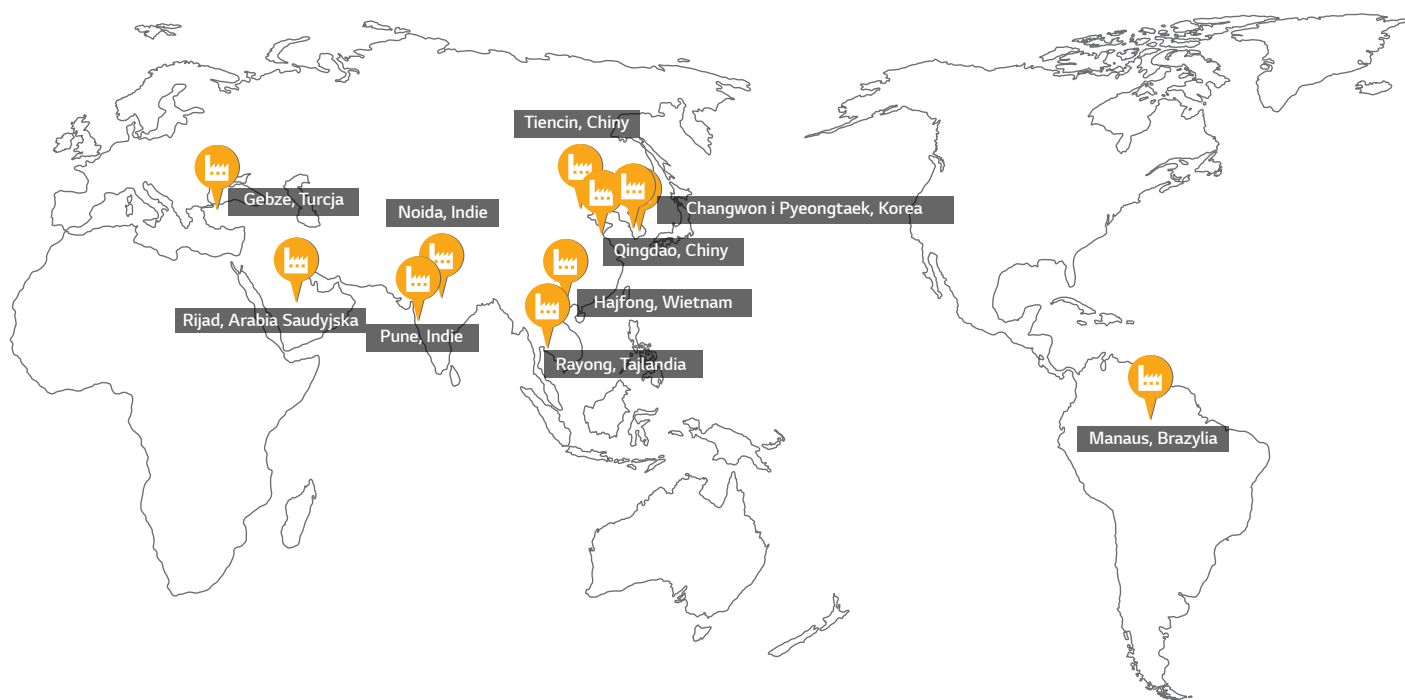 Tiencin, Chiny
Gebze, Turcja
Noida, Indie
Changwon i Pyeongtaek, Korea
Qingdao, Chiny
Rijad, Arabia Saudyjska
Pune, Indie
Hajfong, Wietnam
Rayong, Tajlandia
Manaus, Brazylia